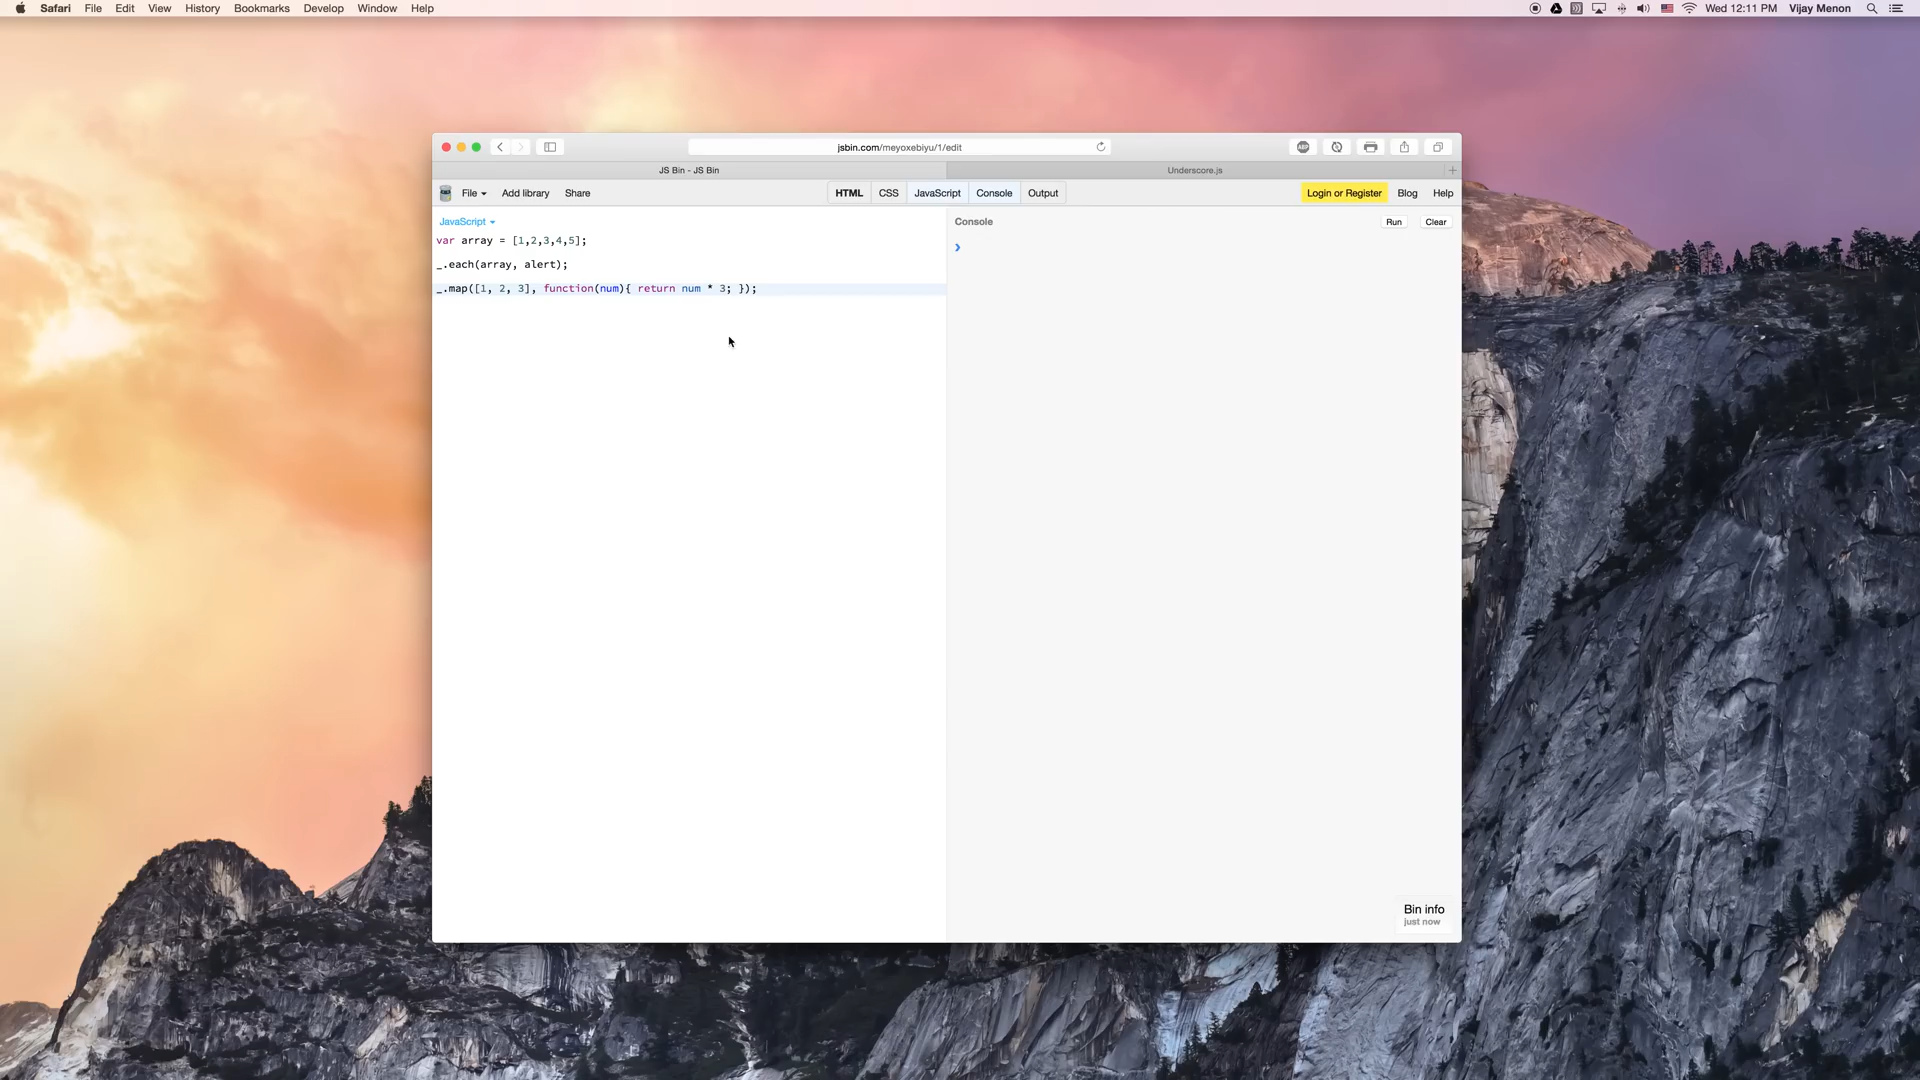 Safari File Edit View History Bookmarks Develop Window Help Wed 12:11 PM Vijay Menon
jsbin.com/meyoxebiyu/1/edit
ABP
JS Bin - JS Bin Underscore.js
File Add library Share HTML CSS JavaScript Console Output Login or Register Blog Help
JavaScript Console Run Clear
var array = [1,2,3,4,5];
_.each(array, alert);
_.map([1, 2, 3], function(num){ return num * 3; });
Bin info
just now